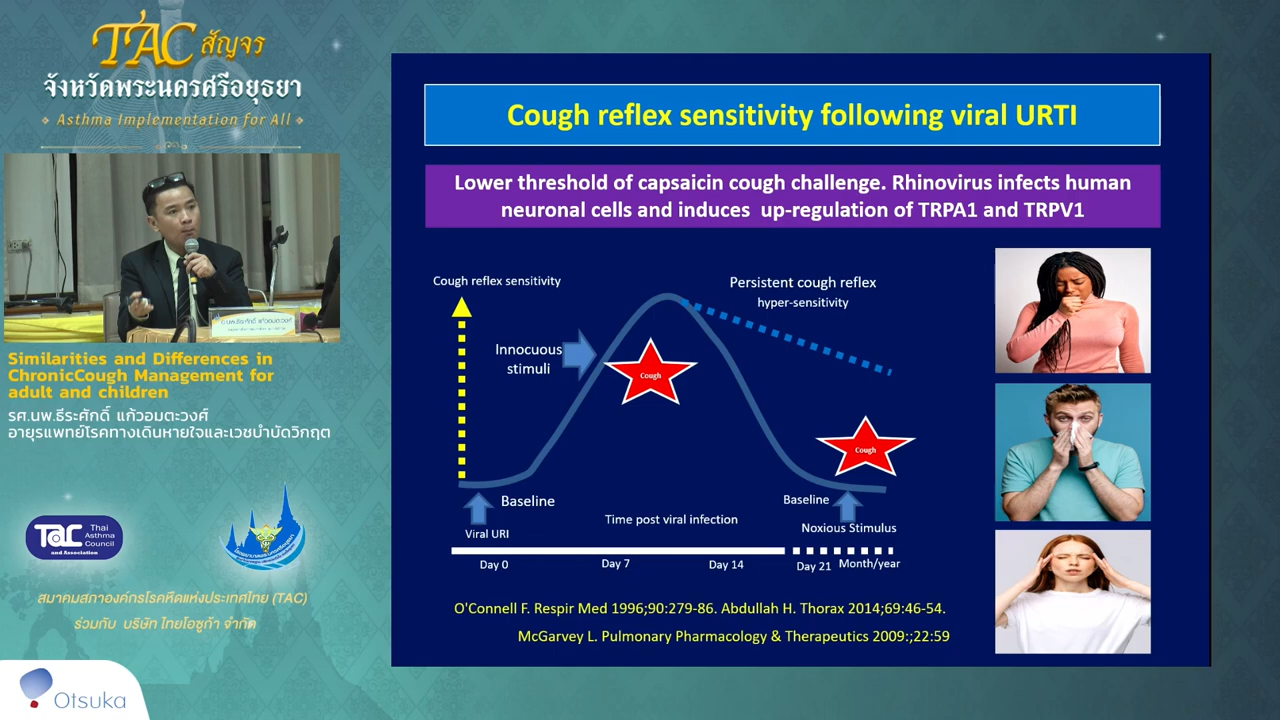 TAC สัญจร
จังหวัดพระนครศรีอยุธยา
Asthma Implementation for All
Similarities and Differences in
ChronicCough Management for
adult and children
รศ.นพ.ธีระศักดิ์ แก้วอมตะวงศ์
อายุรแพทย์โรคทางเดินหายใจและเวชบำบัดวิกฤต
TAC
Thai
Asthma
Council
and Association
สมาคมสภาองค์กรโรคหืดแห่งประเทศไทย (TAC)
ร่วมกับ บริษัท ไทยโอซูก้า จำกัด
Otsuka
Cough reflex sensitivity following viral URTI
Lower threshold of capsaicin cough challenge. Rhinovirus infects human
neuronal cells and induces up-regulation of TRPA1 and TRPV1
Cough reflex sensitivity
Persistent cough reflex
hyper-sensitivity
Innocuous
stimuli
Cough
Cough
Baseline
Baseline
Viral URI
Time post viral infection
Noxious Stimulus
Day 0
Day 7
Day 14
Day 21
Month/year
O'Connell F. Respir Med 1996;90:279-86. Abdullah H. Thorax 2014;69:46-54.
McGarvey L. Pulmonary Pharmacology & Therapeutics 2009:;22:59